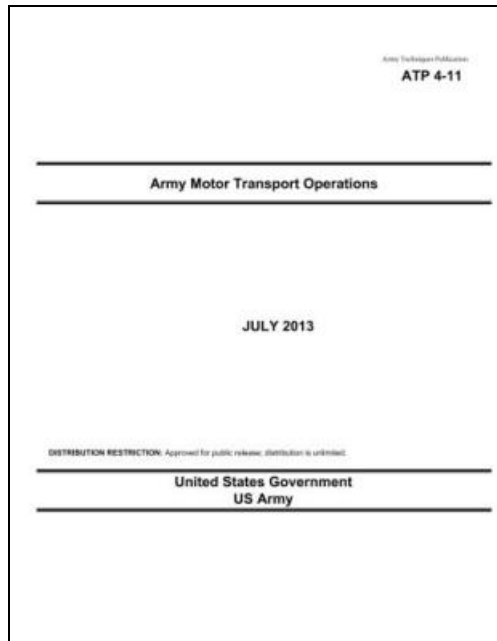 Army Techniques Publication
ATP 4-11
Army Motor Transport Operations
JULY 2013
DISTRIBUTION RESTRICTION: Approved for public release; distribution is unlimited.
United States Government
US Army